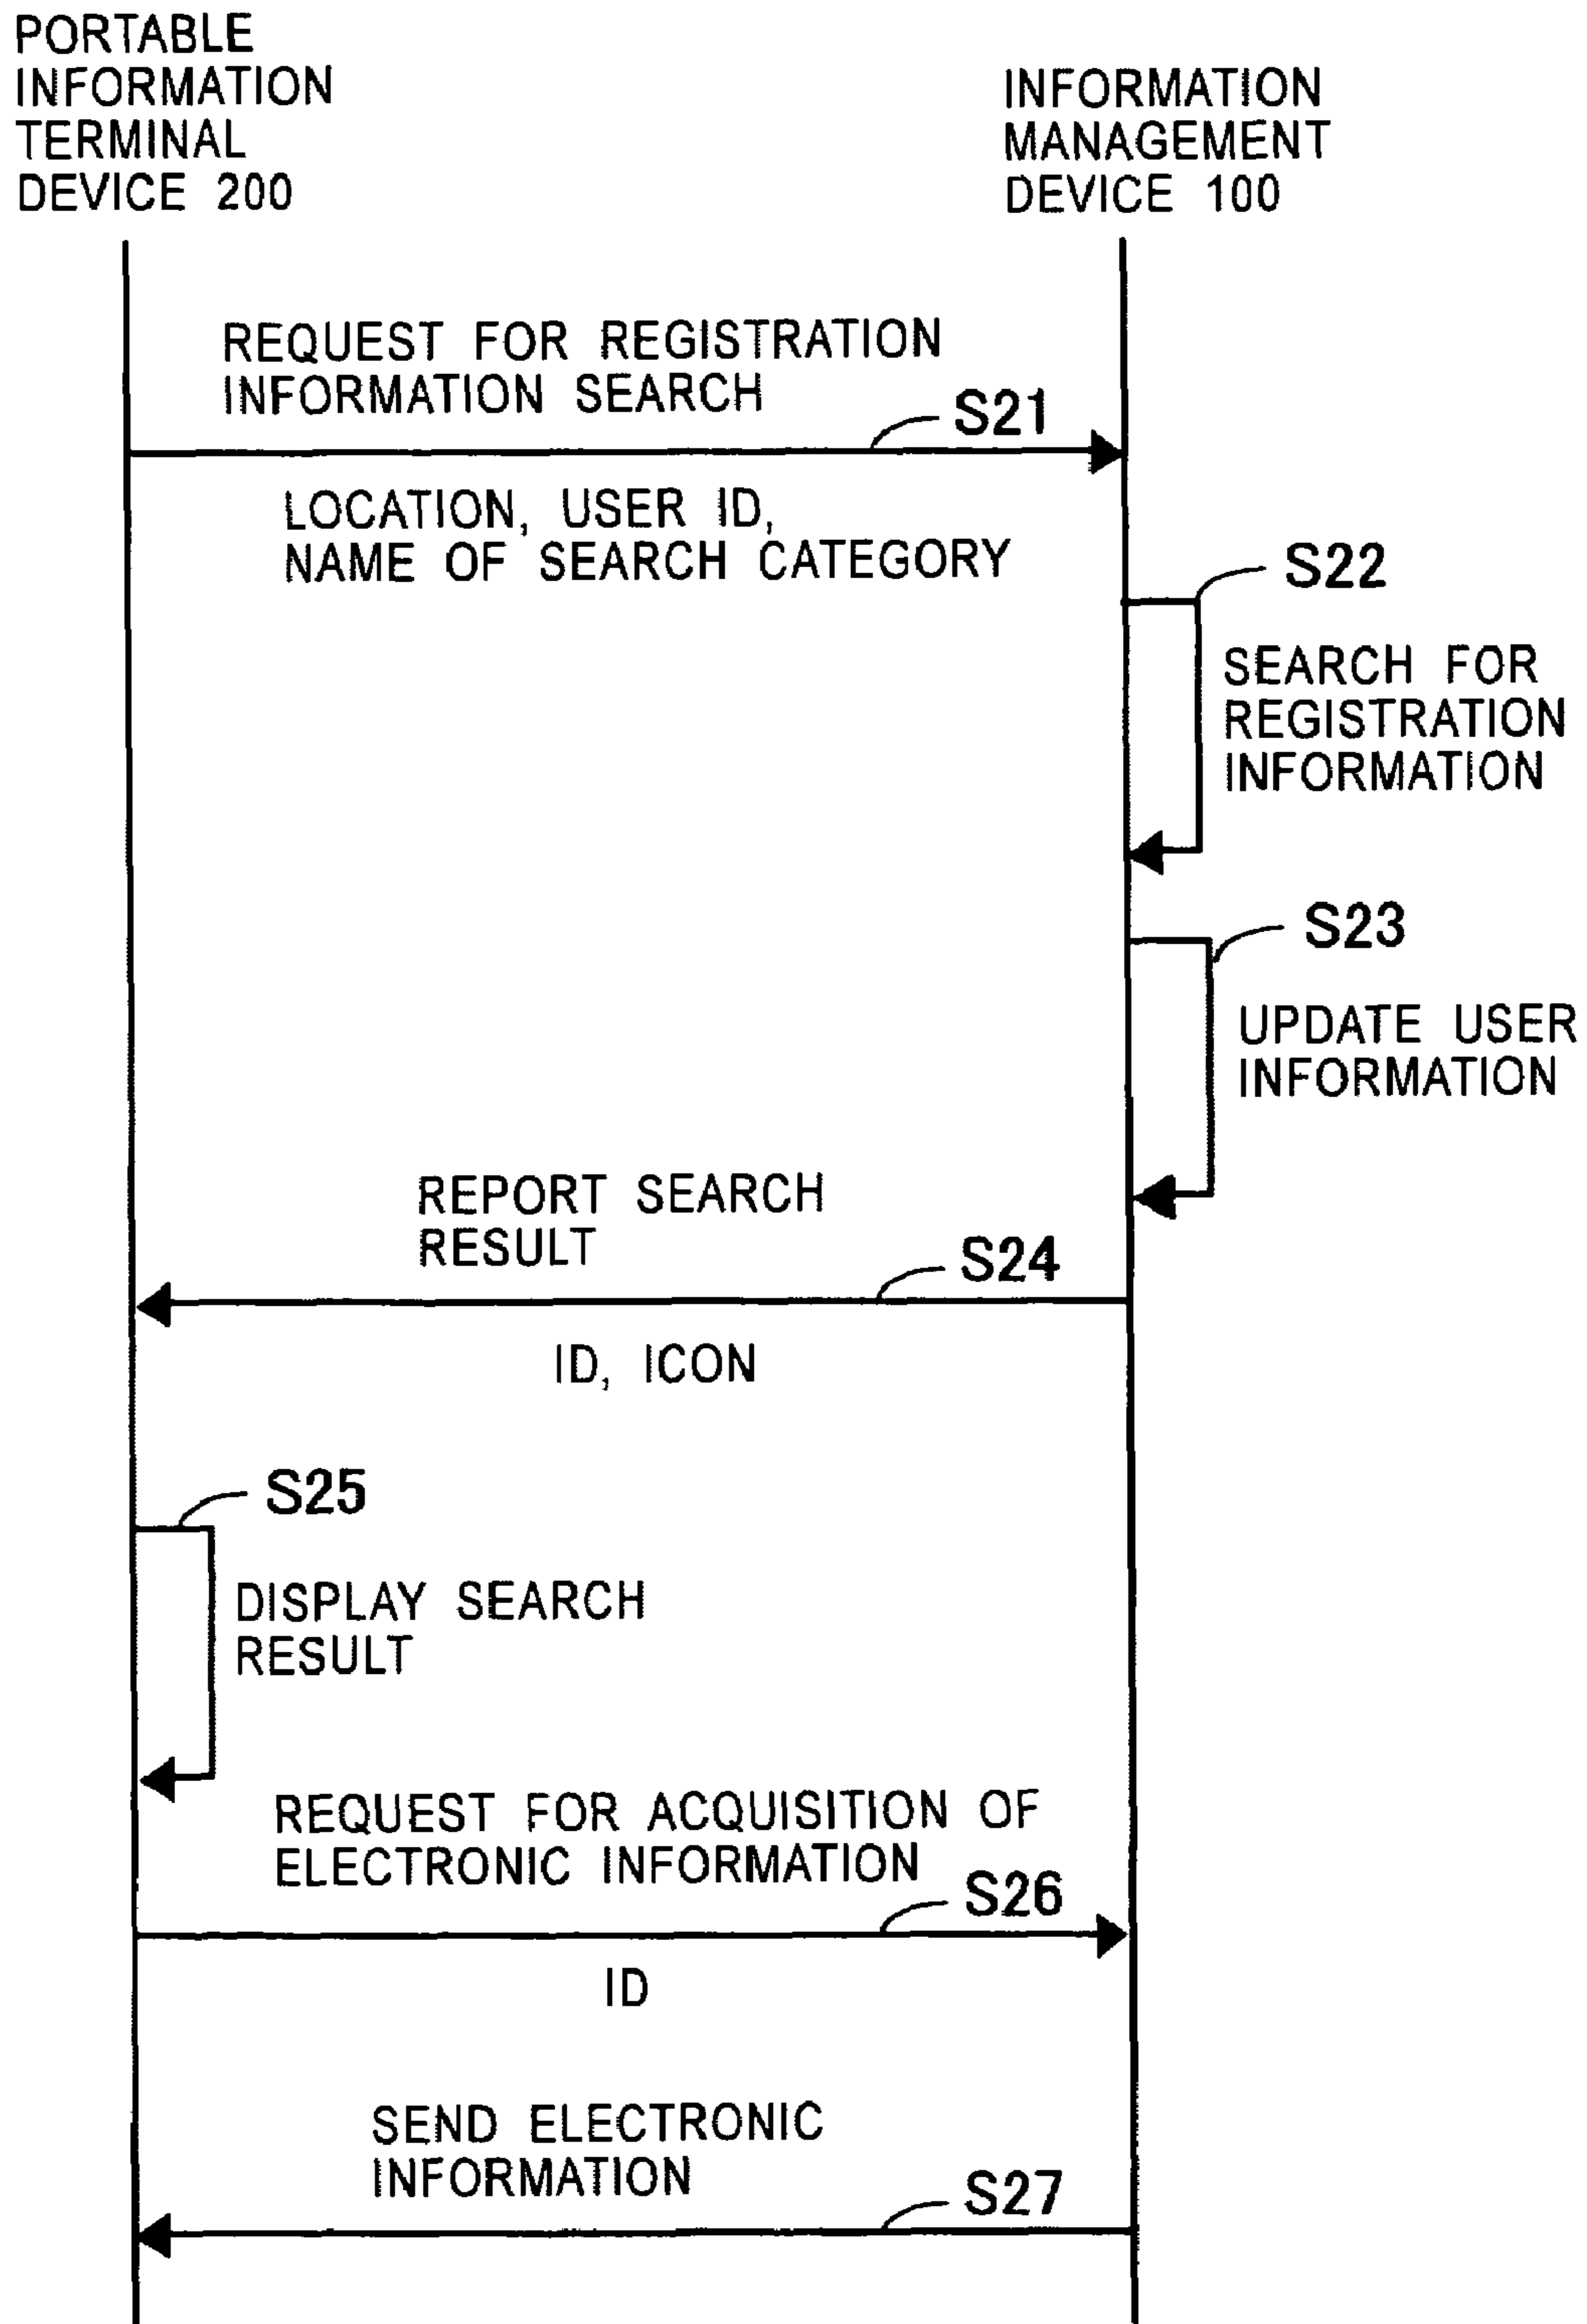 PORTABLE
INFORMATION
TERMINAL
DEVICE 200
INFORMATION
MANAGEMENT
DEVICE 100
REQUEST FOR REGISTRATION
INFORMATION SEARCH
S21
LOCATION, USER ID,
NAME OF SEARCH CATEGORY
S22
SEARCH FOR
REGISTRATION
INFORMATION
S23
UPDATE USER
INFORMATION
REPORT SEARCH
RESULT
S24
ID, ICON
S25
DISPLAY SEARCH
RESULT
REQUEST FOR ACQUISITION OF
ELECTRONIC INFORMATION
S26
ID
SEND ELECTRONIC
INFORMATION
S27